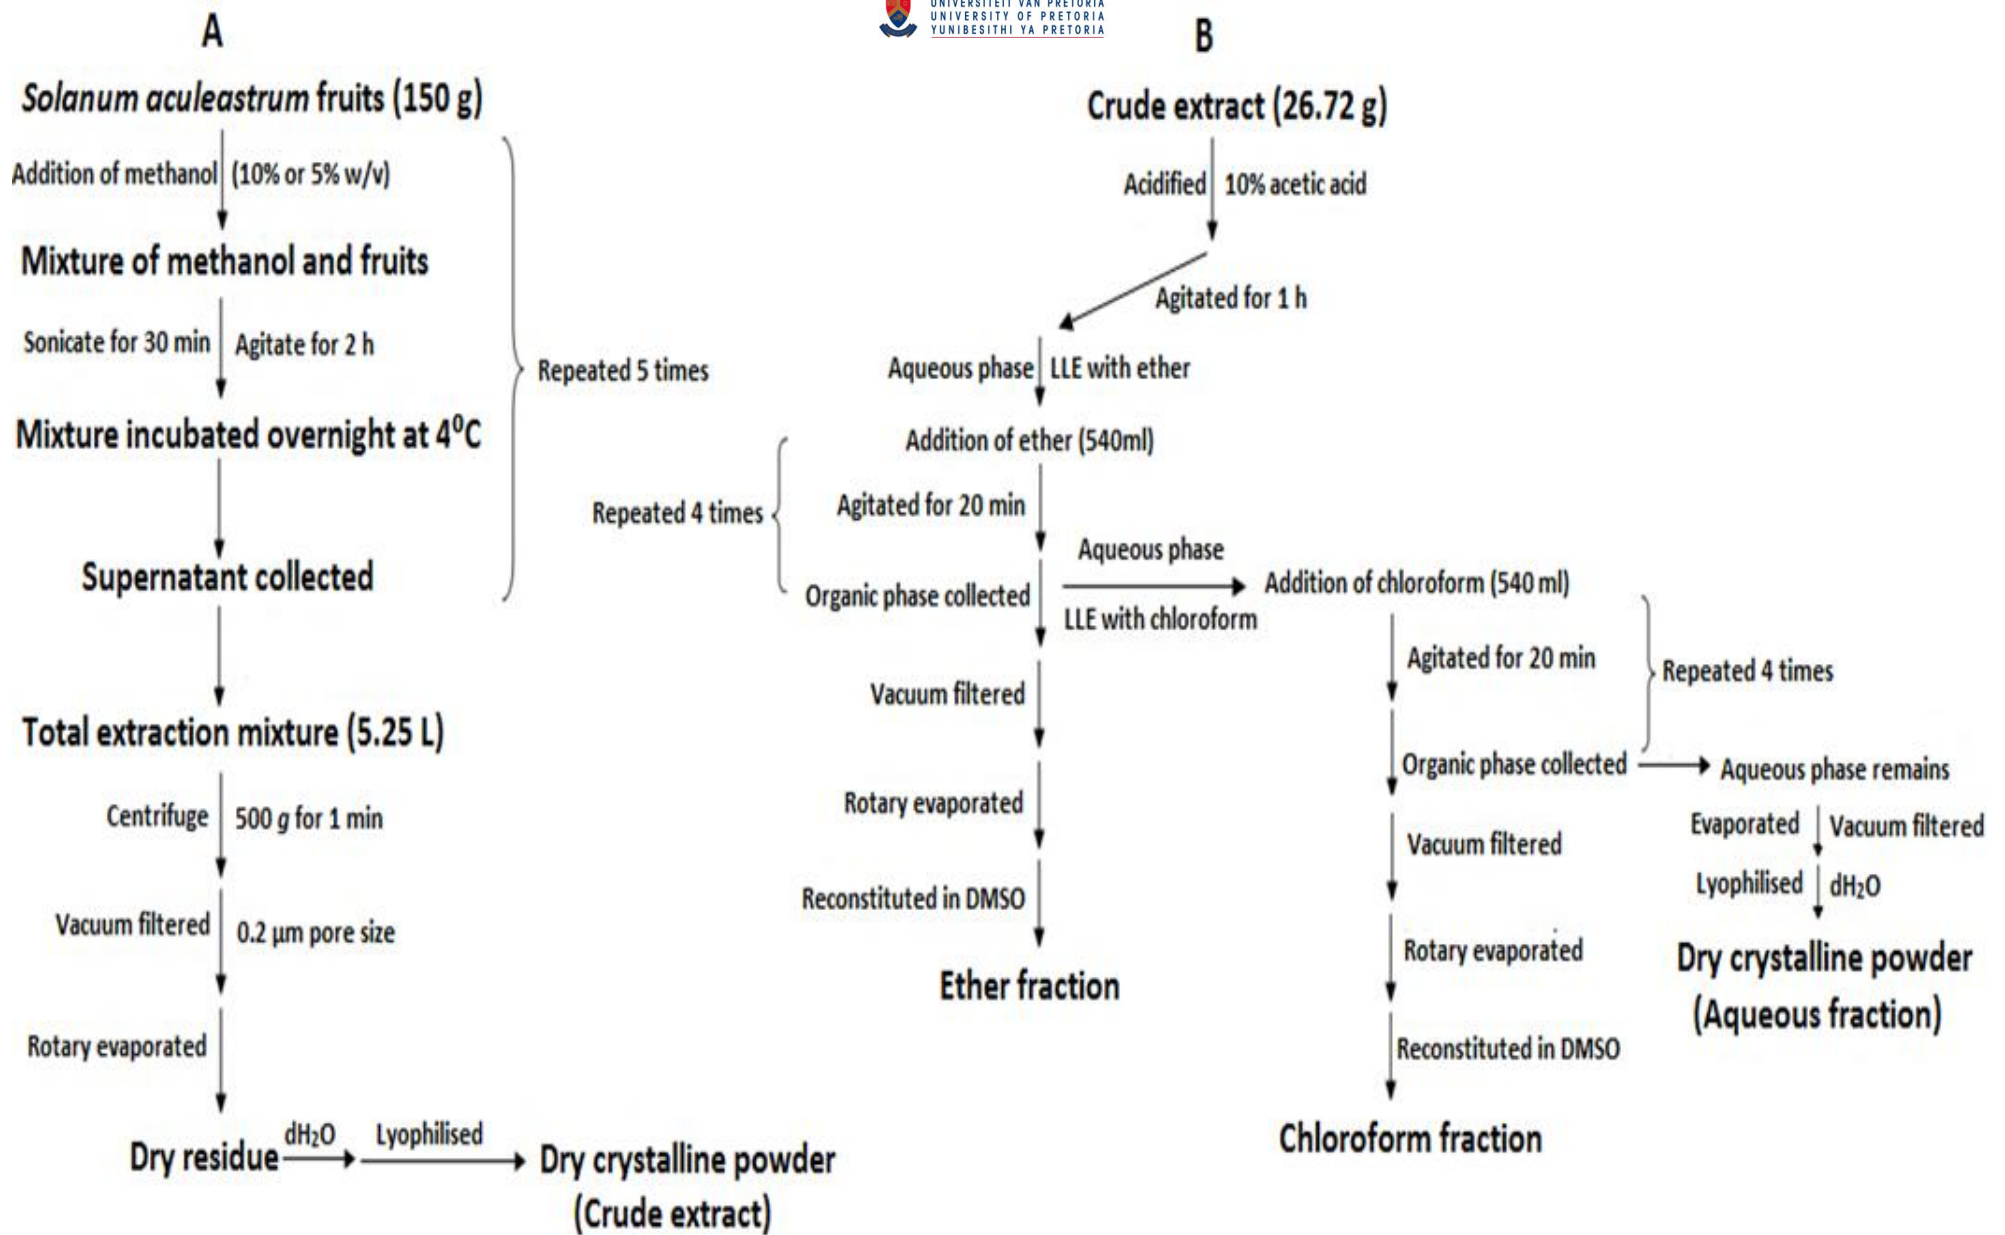 UNIVERSITEIT VAN PRETORIA
UNIVERSITY OF PRETORIA
YUNIBESITHI YA PRETORIA
A
Solanum aculeastrum fruits (150 g)
Addition of methanol (10% or 5% w/v)
Mixture of methanol and fruits
Sonicate for 30 min Agitate for 2 h
Mixture incubated overnight at 4⁰C
Supernatant collected
Repeated 5 times
Total extraction mixture (5.25 L)
Centrifuge 500 g for 1 min
Vacuum filtered 0.2 µm pore size
Rotary evaporated
Dry residue
dH₂O
Lyophilised
Dry crystalline powder
(Crude extract)
B
Crude extract (26.72 g)
Acidified 10% acetic acid
Agitated for 1 h
Aqueous phase LLE with ether
Addition of ether (540ml)
Agitated for 20 min
Organic phase collected
Repeated 4 times
Vacuum filtered
Rotary evaporated
Reconstituted in DMSO
Ether fraction
Aqueous phase
LLE with chloroform
Addition of chloroform (540 ml)
Agitated for 20 min
Organic phase collected
Repeated 4 times
Vacuum filtered
Rotary evaporated
Reconstituted in DMSO
Chloroform fraction
Aqueous phase remains
Evaporated Vacuum filtered
Lyophilised dH₂O
Dry crystalline powder
(Aqueous fraction)